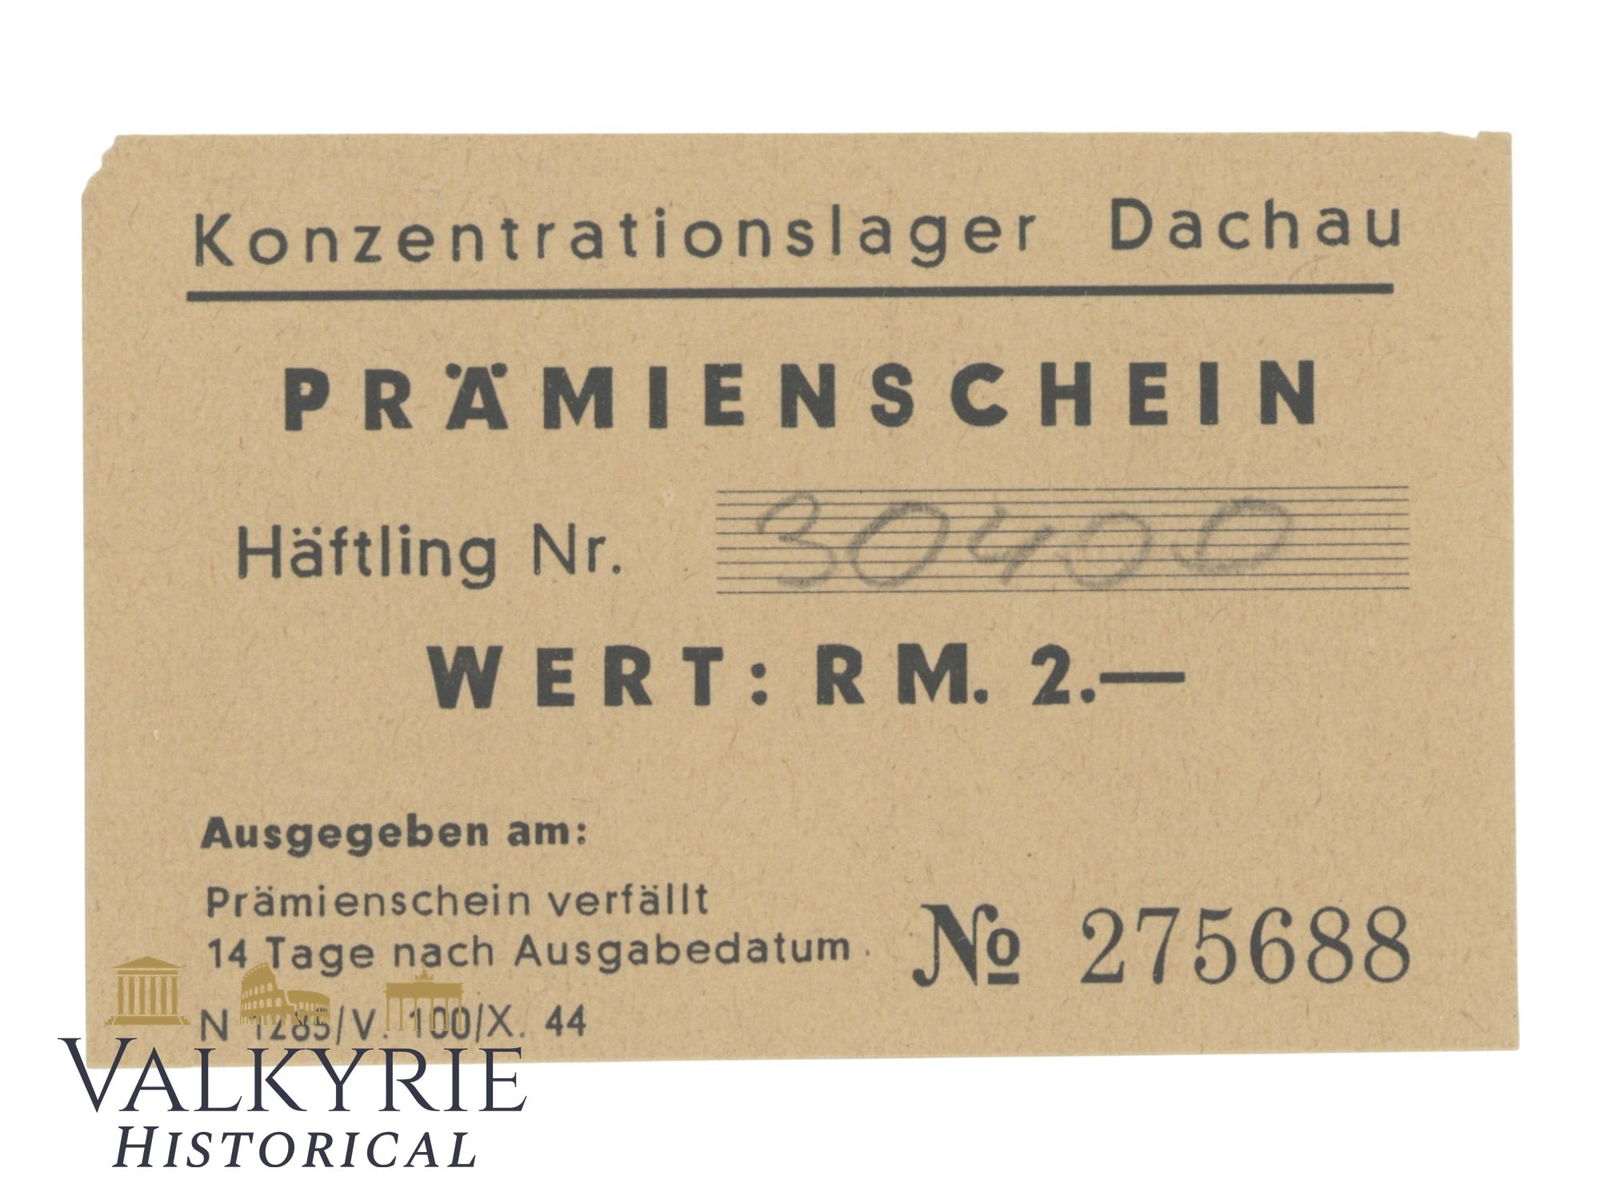 Konzentrationslager Dachau
PRÄMIENSCHEIN
Häftling Nr. 30400
WERT: RM. 2.—
Ausgegeben am:
Prämienschein verfällt
14 Tage nach Ausgabedatum.
№ 275688
N 1285/V. 100/X. 44
VALKYRIE
HISTORICAL